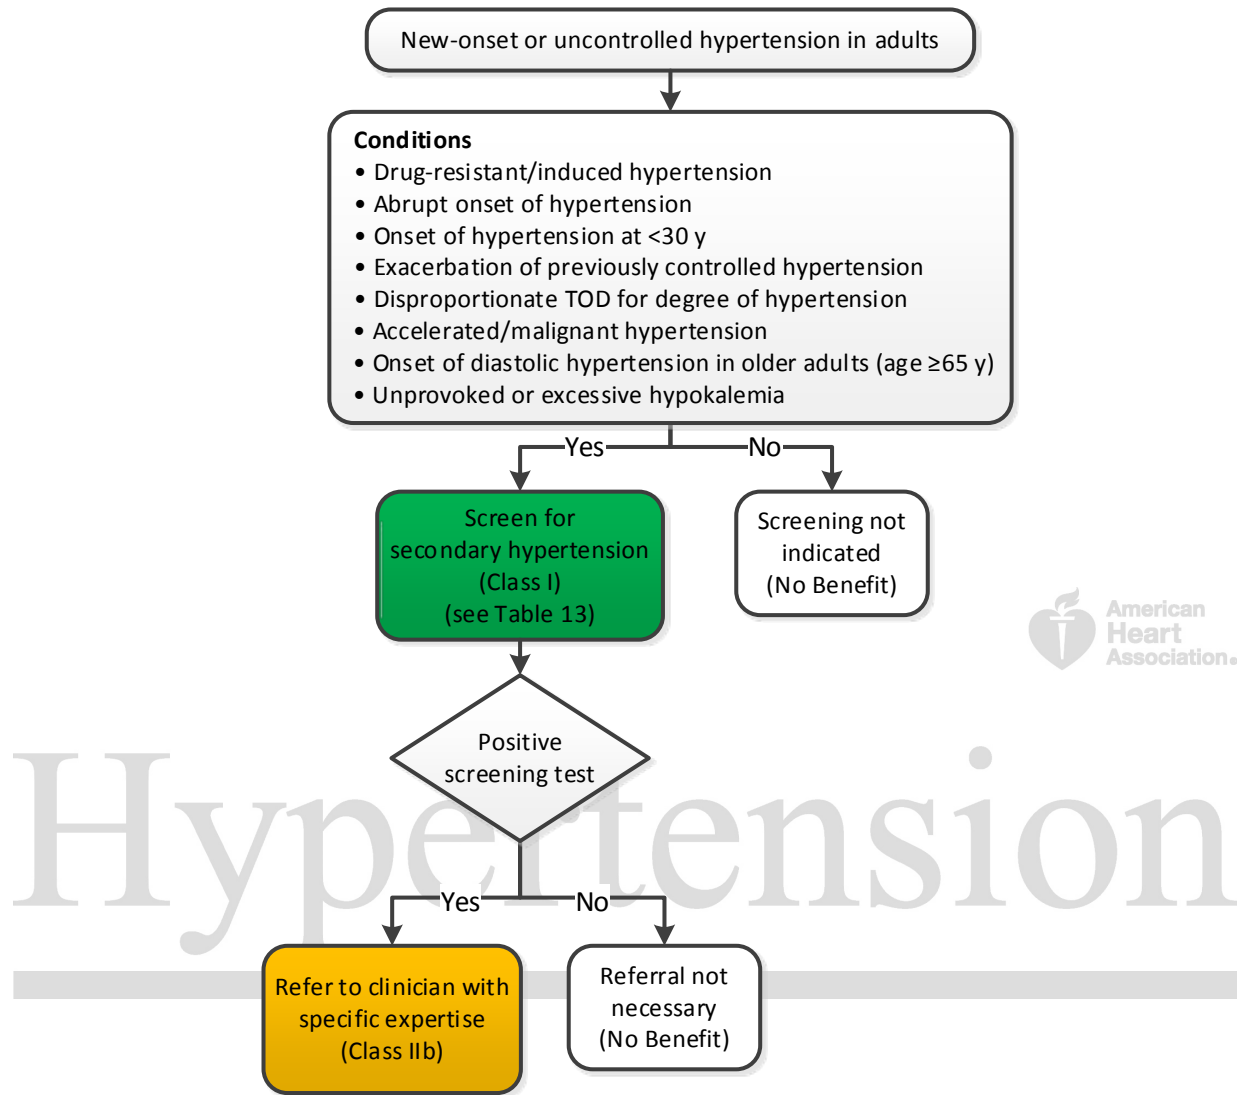 New-onset or uncontrolled hypertension in adults
Conditions
• Drug-resistant/induced hypertension
• Abrupt onset of hypertension
• Onset of hypertension at <30 y
• Exacerbation of previously controlled hypertension
• Disproportionate TOD for degree of hypertension
• Accelerated/malignant hypertension
• Onset of diastolic hypertension in older adults (age ≥65 y)
• Unprovoked or excessive hypokalemia
Yes
No
Screen for
secondary hypertension
(Class I)
(see Table 13)
Screening not
indicated
(No Benefit)
American
Heart
Association.
Positive
screening test
Hypertension
Yes
No
Refer to clinician with
specific expertise
(Class IIb)
Referral not
necessary
(No Benefit)